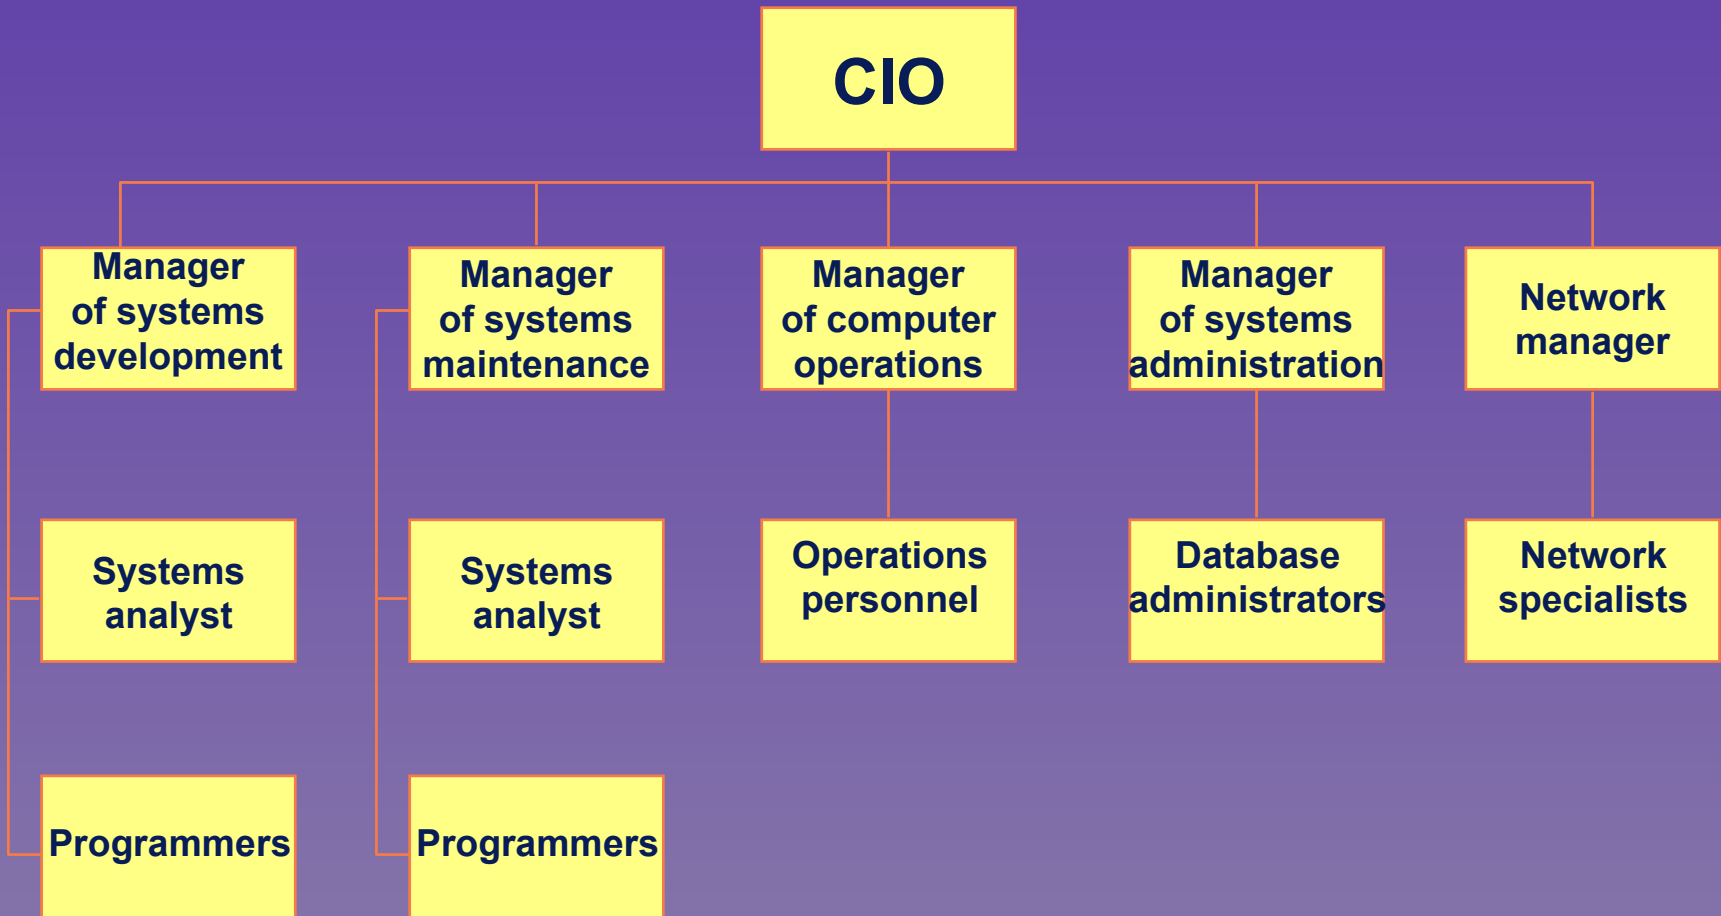 CIO
Manager
of systems
development
Manager
of systems
maintenance
Manager
of computer
operations
Manager
of systems
administration
Network
manager
Systems
analyst
Systems
analyst
Operations
personnel
Database
administrators
Network
specialists
Programmers
Programmers